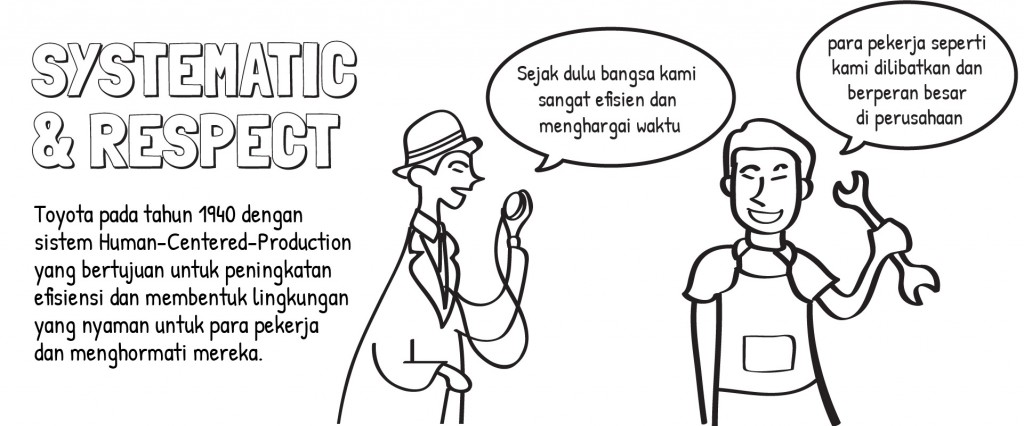 SYSTEMATIC
& RESPECT
Toyota pada tahun 1940 dengan
sistem Human-Centered-Production
yang bertujuan untuk peningkatan
efisiensi dan membentuk lingkungan
yang nyaman untuk para pekerja
dan menghormati mereka.
Sejak dulu bangsa kami
sangat efisien dan
menghargai waktu
para pekerja seperti
kami dilibatkan dan
berperan besar
di perusahaan